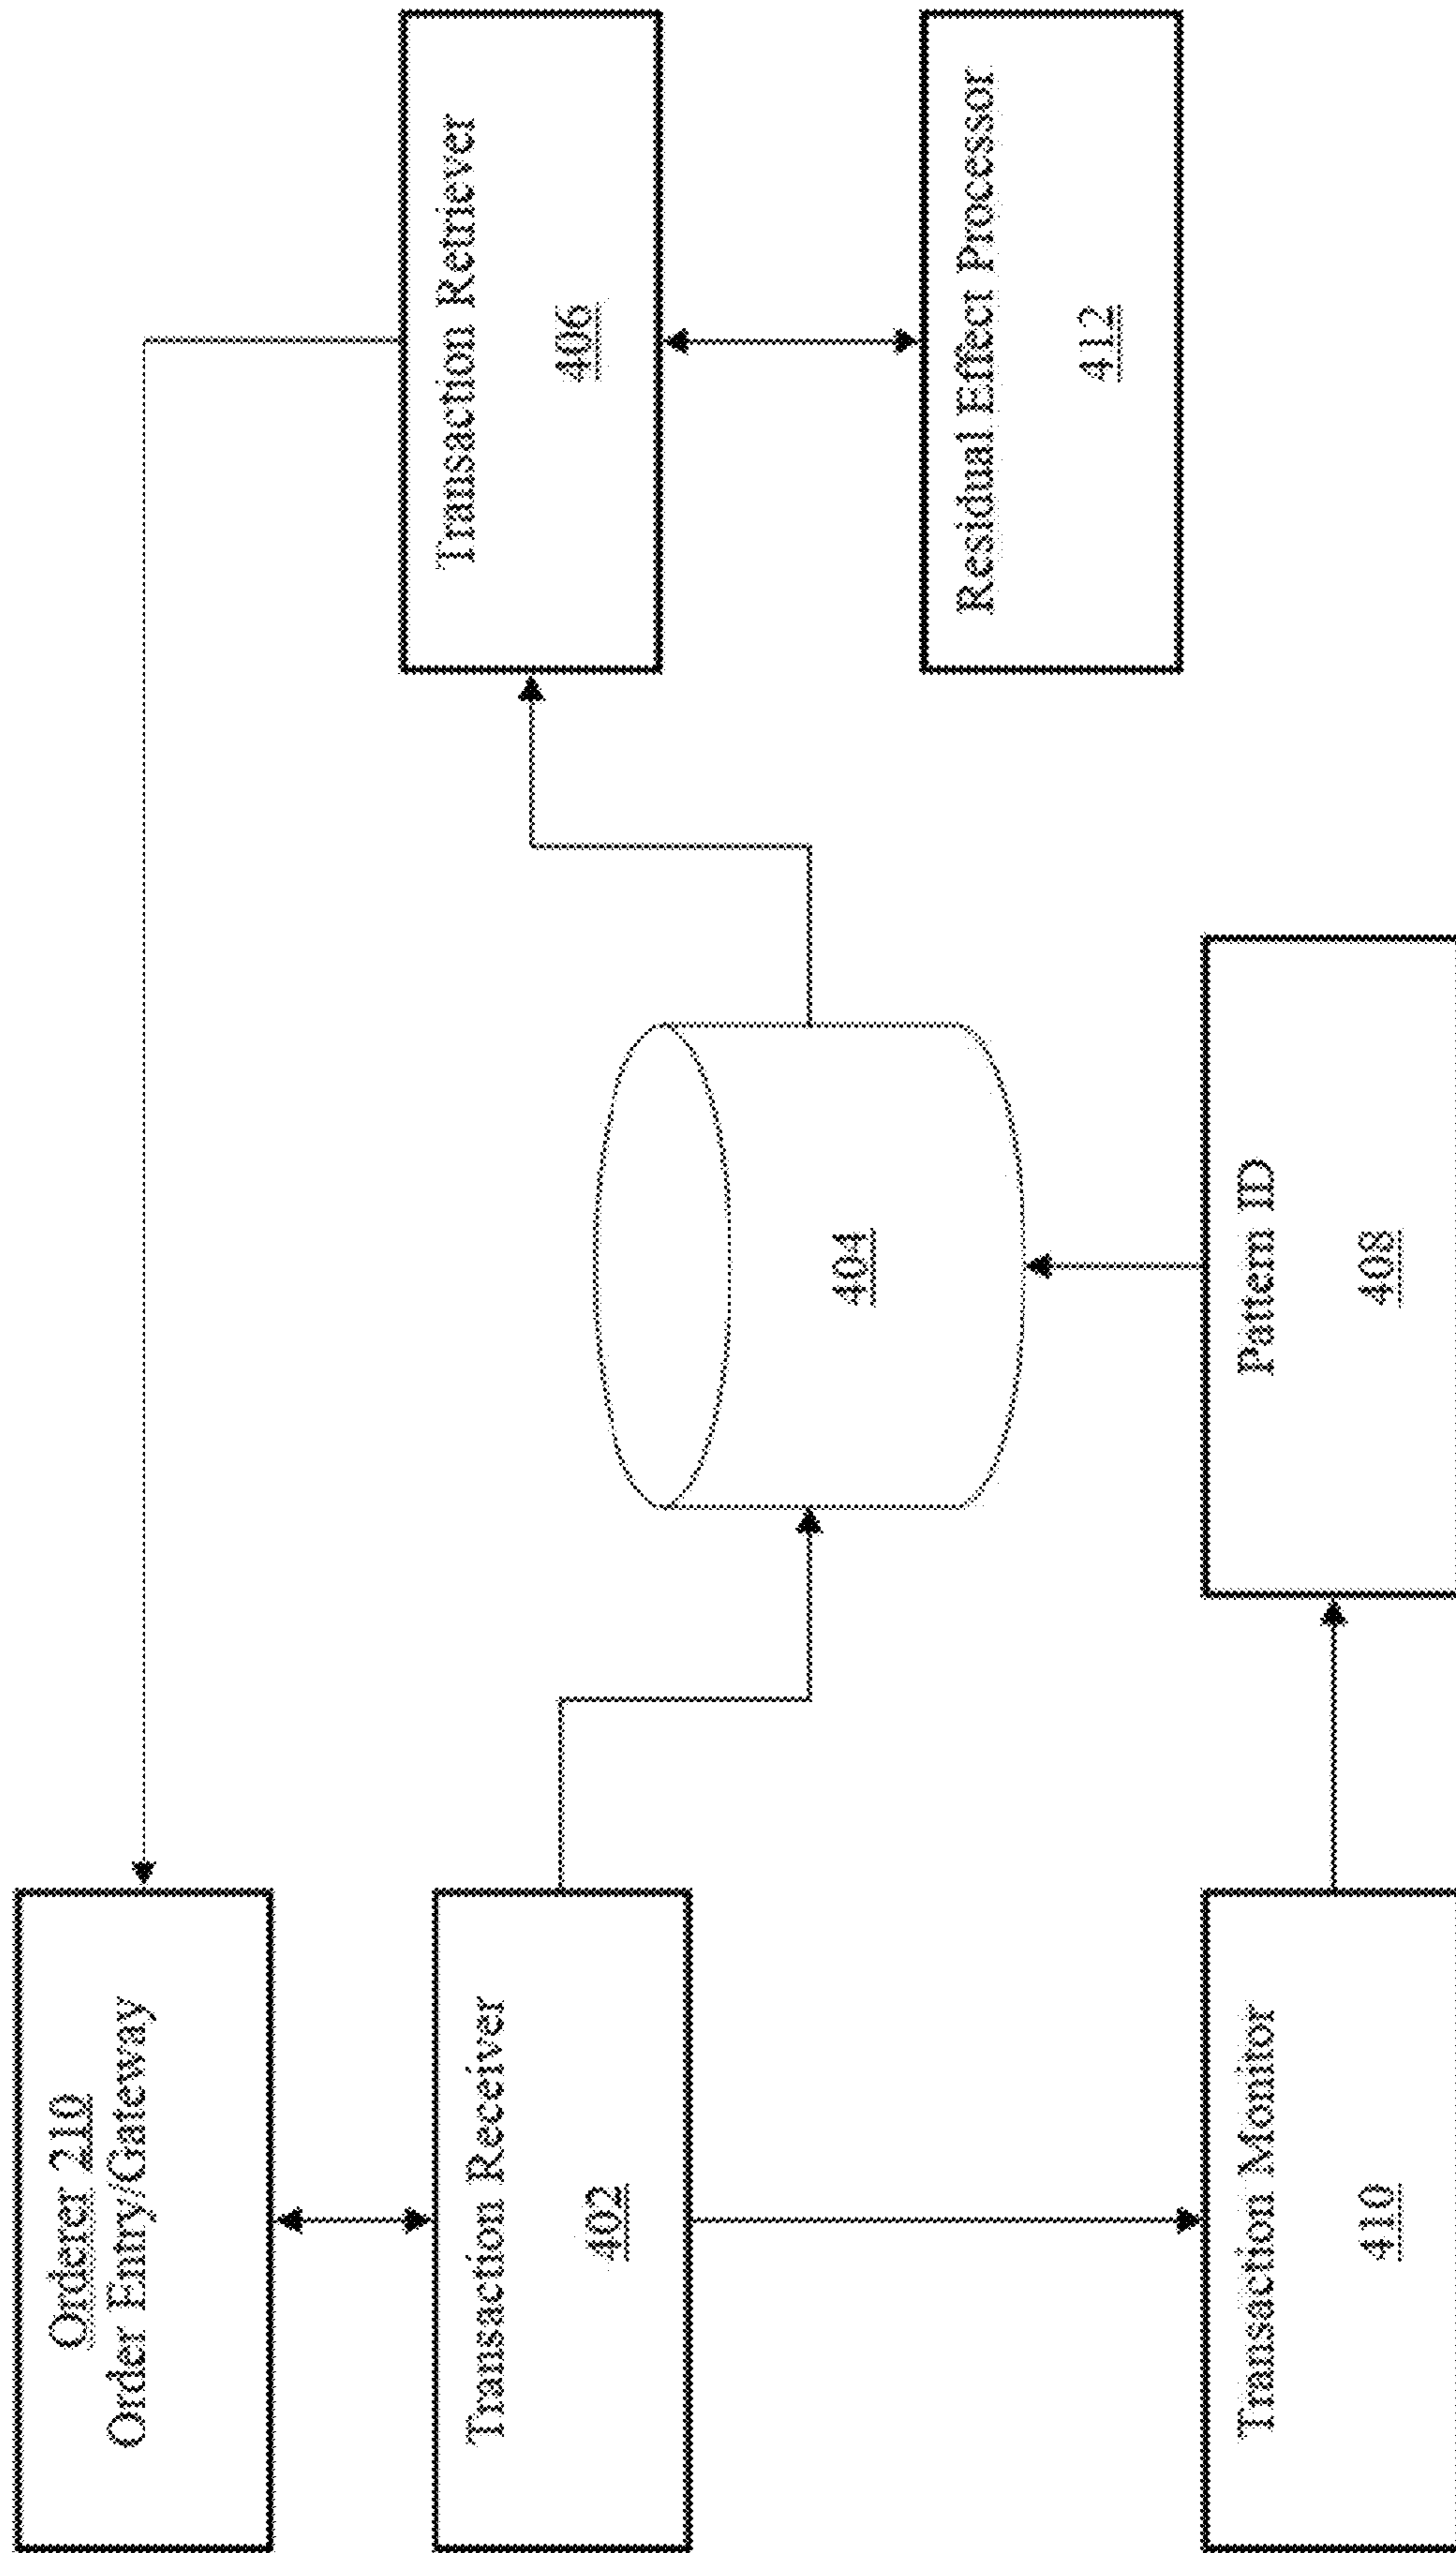 Orderer 210
Order Entry/Gateway
Transaction Receiver
402
Transaction Monitor
410
404
Pattern ID
408
Transaction Retriever
406
Residual Effect Processor
412